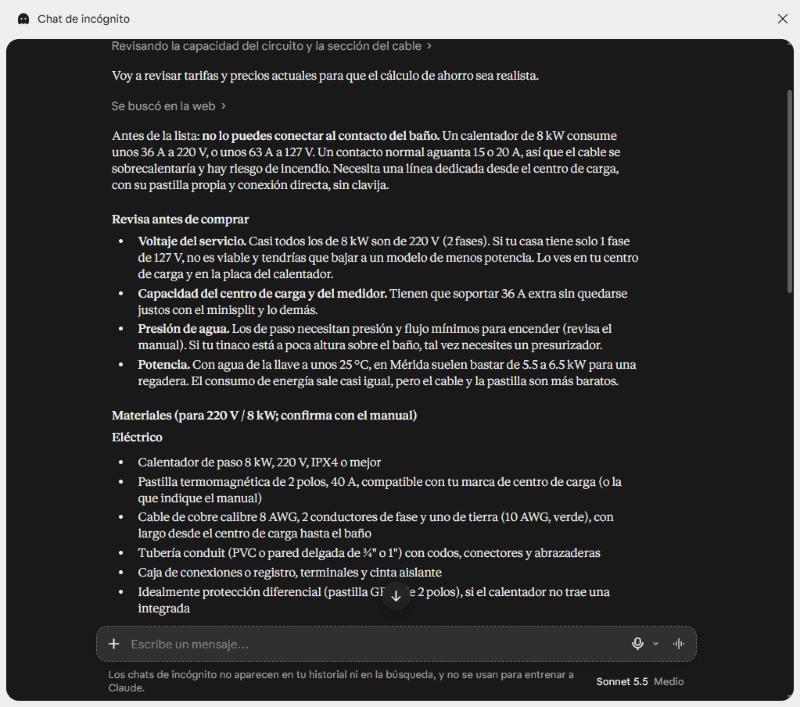 Chat de incógnito
Revisando la capacidad del circuito y la sección del cable
Voy a revisar tarifas y precios actuales para que el cálculo de ahorro sea realista.
Se buscó en la web
Antes de la lista: no lo puedes conectar al contacto del baño. Un calentador de 8 kW consume
unos 36 A a 220 V, o unos 63 A a 127 V. Un contacto normal aguanta 15 o 20 A, así que el cable se
sobrecalentaría y hay riesgo de incendio. Necesita una línea dedicada desde el centro de carga,
con su pastilla propia y conexión directa, sin clavija.
Revisa antes de comprar
• Voltaje del servicio. Casi todos los de 8 kW son de 220 V (2 fases). Si tu casa tiene solo 1 fase
de 127 V, no es viable y tendrías que bajar a un modelo de menos potencia. Lo ves en tu centro
de carga y en la placa del calentador.
• Capacidad del centro de carga y del medidor. Tienen que soportar 36 A extra sin quedarse
justos con el minisplit y lo demás.
• Presión de agua. Los de paso necesitan presión y flujo mínimos para encender (revisa el
manual). Si tu tinaco está a poca altura sobre el baño, tal vez necesites un presurizador.
• Potencia. Con agua de la llave a unos 25 °C, en Mérida suelen bastar de 5.5 a 6.5 kW para una
regadera. El consumo de energía sale casi igual, pero el cable y la pastilla son más baratos.
Materiales (para 220 V / 8 kW; confirma con el manual)
Eléctrico
• Calentador de paso 8 kW, 220 V, IPX4 o mejor
• Pastilla termomagnética de 2 polos, 40 A, compatible con tu marca de centro de carga (o la
que indique el manual)
• Cable de cobre calibre 8 AWG, 2 conductores de fase y uno de tierra (10 AWG, verde), con
largo desde el centro de carga hasta el baño
• Tubería conduit (PVC o pared delgada de ¾" o 1") con codos, conectores y abrazaderas
• Caja de conexiones o registro, terminales y cinta aislante
• Idealmente protección diferencial (pastilla 2 polos), si el calentador no trae una
integrada
Escribe un mensaje...
Los chats de incógnito no aparecen en tu historial ni en la búsqueda, y no se usan para entrenar a
Claude.
Sonnet 5.5 Medio